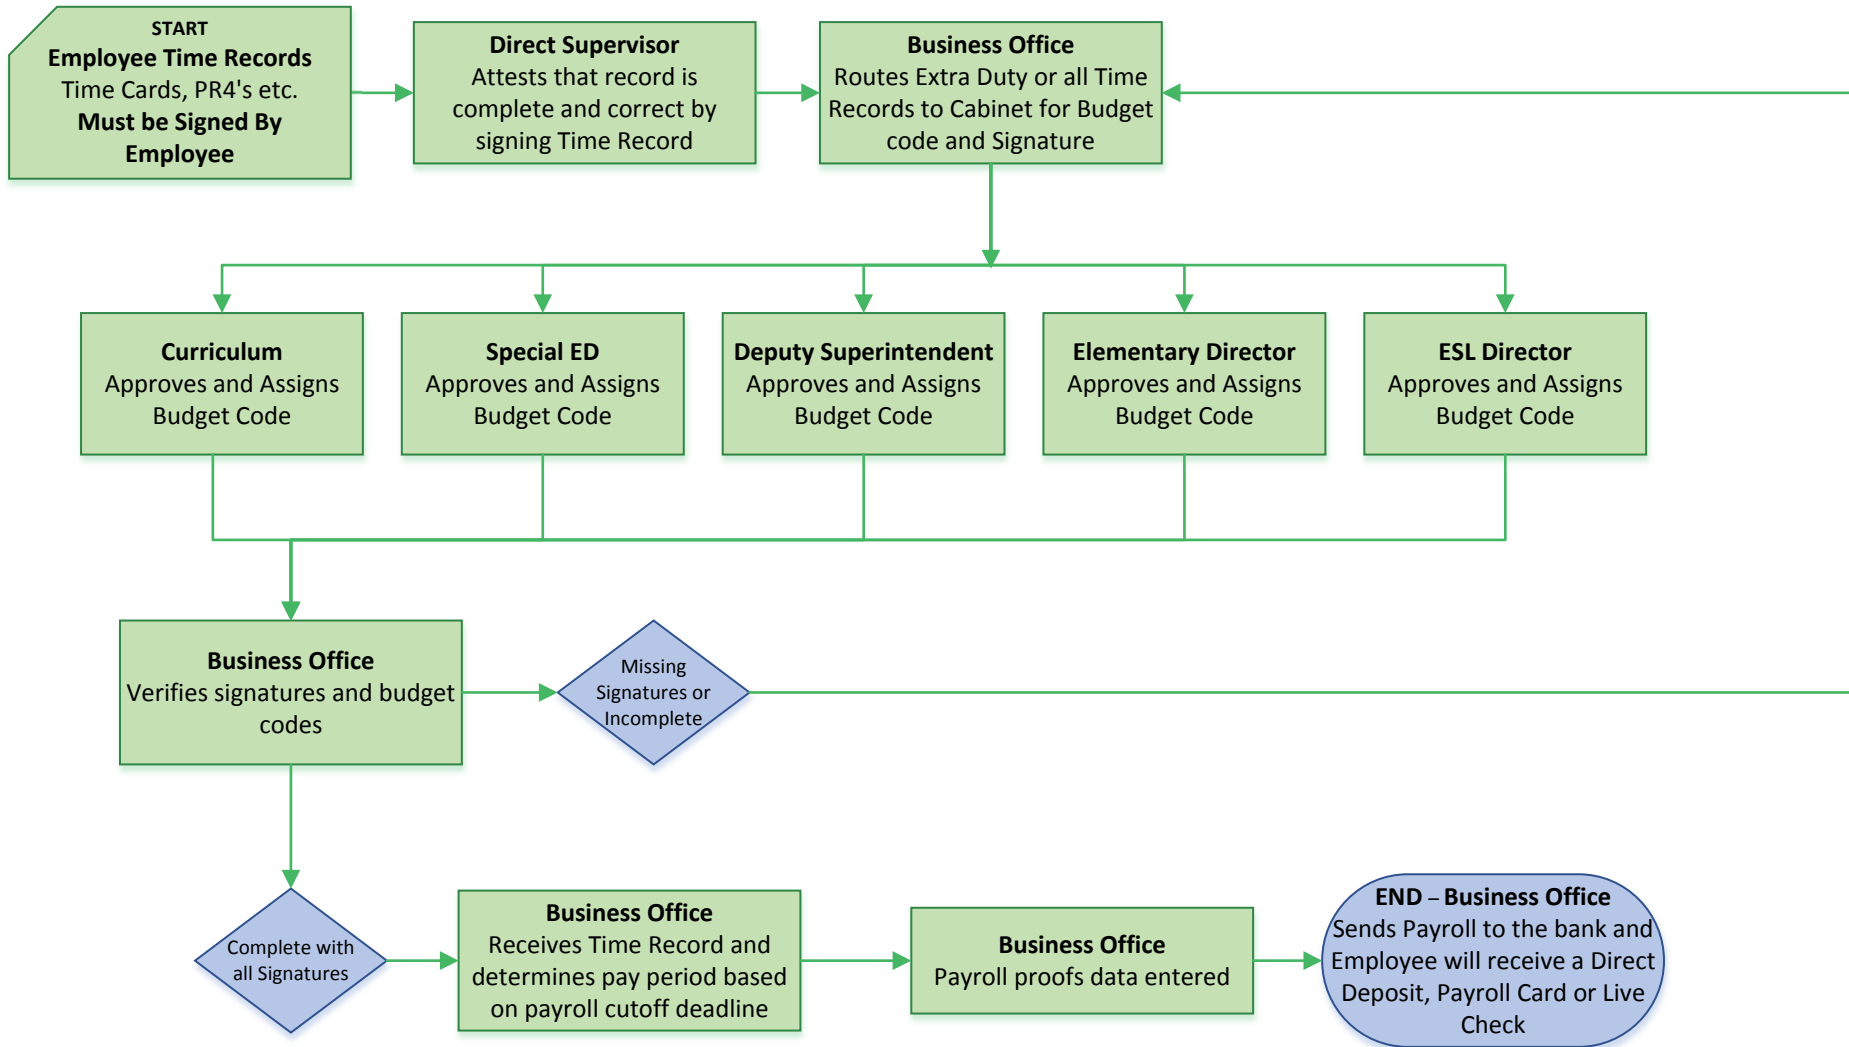 START
Employee Time Records
Time Cards, PR4's etc.
Must be Signed By
Employee
Direct Supervisor
Attests that record is
complete and correct by
signing Time Record
Business Office
Routes Extra Duty or all Time
Records to Cabinet for Budget
code and Signature
Curriculum
Approves and Assigns
Budget Code
Special ED
Approves and Assigns
Budget Code
Deputy Superintendent
Approves and Assigns
Budget Code
Elementary Director
Approves and Assigns
Budget Code
ESL Director
Approves and Assigns
Budget Code
Business Office
Verifies signatures and budget
codes
Missing
Signatures or
Incomplete
Complete with
all Signatures
Business Office
Receives Time Record and
determines pay period based
on payroll cutoff deadline
Business Office
Payroll proofs data entered
END – Business Office
Sends Payroll to the bank and
Employee will receive a Direct
Deposit, Payroll Card or Live
Check